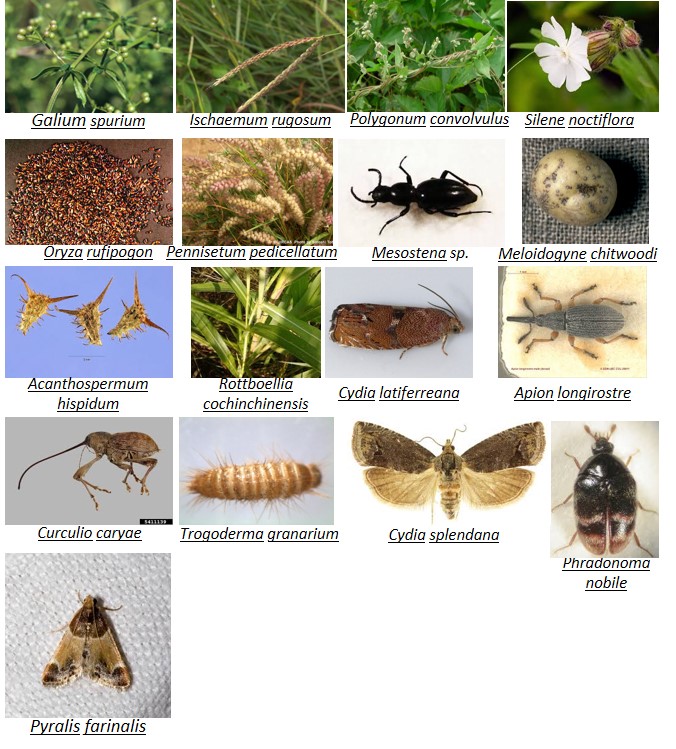 Galium spurium
Ischaemum rugosum
Polygonum convolvulus
Silene noctiflora
Oryza rufipogon
Pennisetum pedicellatum
Mesostena sp.
Meloidogyne chitwoodi
Acanthospermum
hispidum
Rottboellia
cochinchinensis
Cydia latiferreana
Apion longirostre
5411139
Curculio caryae
Trogoderma granarium
Cydia splendana
Phradonoma
nobile
Pyralis farinalis